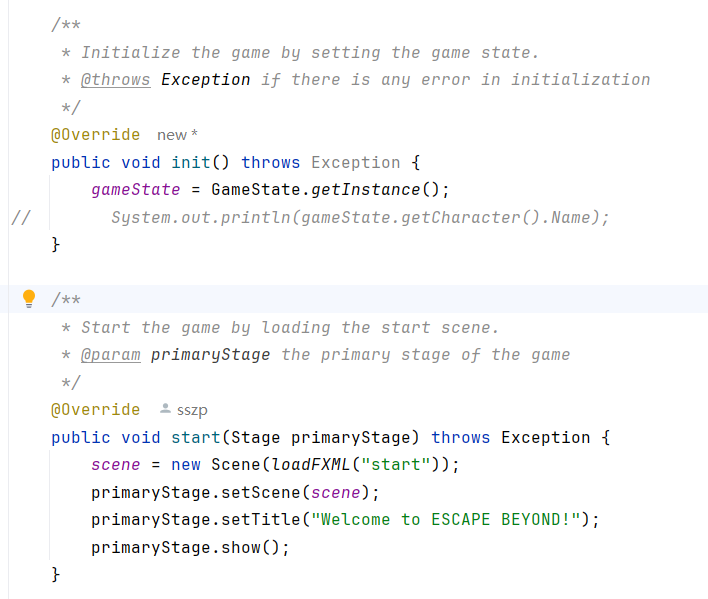 /**
 * Initialize the game by setting the game state.
 * @throws Exception if there is any error in initialization
 */
@Override new *
public void init() throws Exception {
    gameState = GameState.getInstance();
//        System.out.println(gameState.getCharacter().Name);
}
/**
 * Start the game by loading the start scene.
 * @param primaryStage the primary stage of the game
 */
@Override sszp
public void start(Stage primaryStage) throws Exception {
    scene = new Scene(loadFXML("start"));
    primaryStage.setScene(scene);
    primaryStage.setTitle("Welcome to ESCAPE BEYOND!");
    primaryStage.show();
}